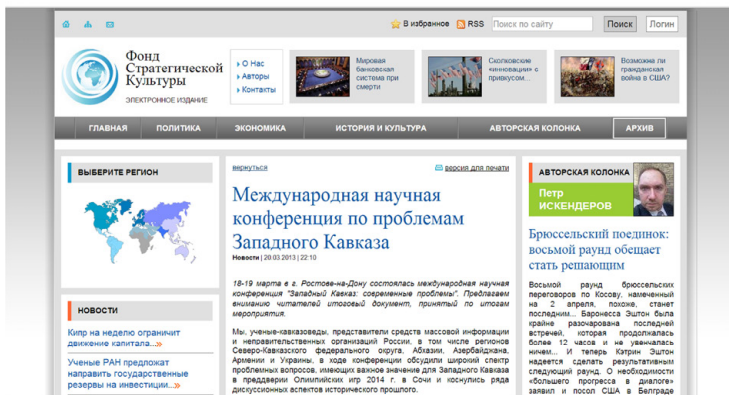 В избранное RSS Поиск по сайту Поиск Логин
Фонд
Стратегической
Культуры
ЭЛЕКТРОННОЕ ИЗДАНИЕ
О Нас
Авторы
Контакты
Мировая
банковская
система при
смерти
Сколковские
«инновации» с
привкусом...
Возможна ли
гражданская
война в США?
ГЛАВНАЯ ПОЛИТИКА ЭКОНОМИКА ИСТОРИЯ И КУЛЬТУРА АВТОРСКАЯ КОЛОНКА АРХИВ
ВЫБЕРИТЕ РЕГИОН
НОВОСТИ
Кипр на неделю ограничит
движение капитала...»
Ученые РАН предложат
направить государственные
резервы на инвестиции...»
вернуться версия для печати
Международная научная
конференция по проблемам
Западного Кавказа
Новости | 20.03.2013 | 22:10
18-19 марта в г. Ростове-на-Дону состоялась международная научная
конференция "Западный Кавказ: современные проблемы". Предлагаем
вниманию читателей итоговый документ, принятый по итогам
мероприятия.
Мы, ученые-кавказоведы, представители средств массовой информации
и неправительственных организаций России, в том числе регионов
Северо-Кавказского федерального округа, Абхазии, Азербайджана,
Армении и Украины, в ходе конференции обсудили широкий спектр
проблемных вопросов, имеющих важное значение для Западного Кавказа
в преддверии Олимпийских игр 2014 г. в Сочи и коснулись ряда
дискуссионных аспектов исторического прошлого.
АВТОРСКАЯ КОЛОНКА
Петр
ИСКЕНДЕРОВ
Брюссельский поединок:
восьмой раунд обещает
стать решающим
Восьмой раунд брюссельских
переговоров по Косову, намеченный
на 2 апреля, похоже, станет
последним... Баронесса Эштон была
крайне разочарована последней
встречей, которая продолжалась
более 12 часов и не увенчалась
ничем... И теперь Кэтрин Эштон
надеется сделать результативным
следующий раунд. О необходимости
«большего прогресса в диалоге»
заявил и посол США в Белграде